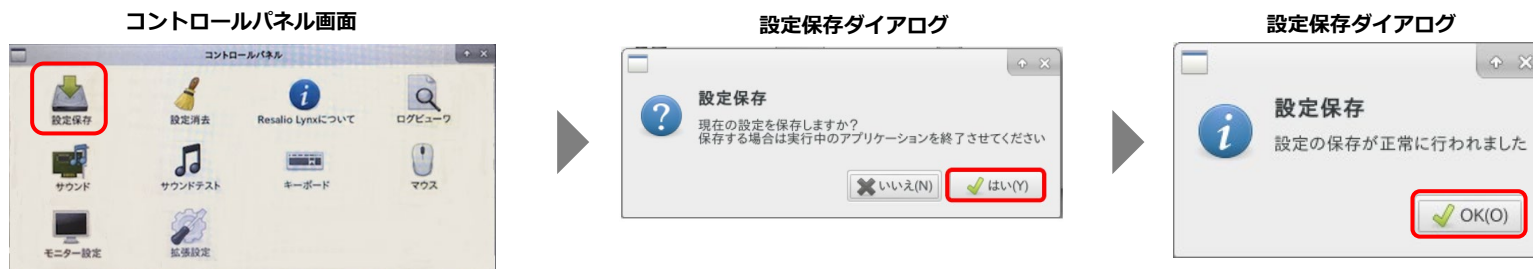 コントロールパネル画面
コントロールパネル
設定保存
設定消去
Resalio Lynxについて
ログビューワ
サウンド
サウンドテスト
キーボード
マウス
モニター設定
拡張設定
設定保存ダイアログ
設定保存
現在の設定を保存しますか?
保存する場合は実行中のアプリケーションを終了させてください
いいえ(N)
はい(Y)
設定保存ダイアログ
設定保存
設定の保存が正常に行われました
OK(O)